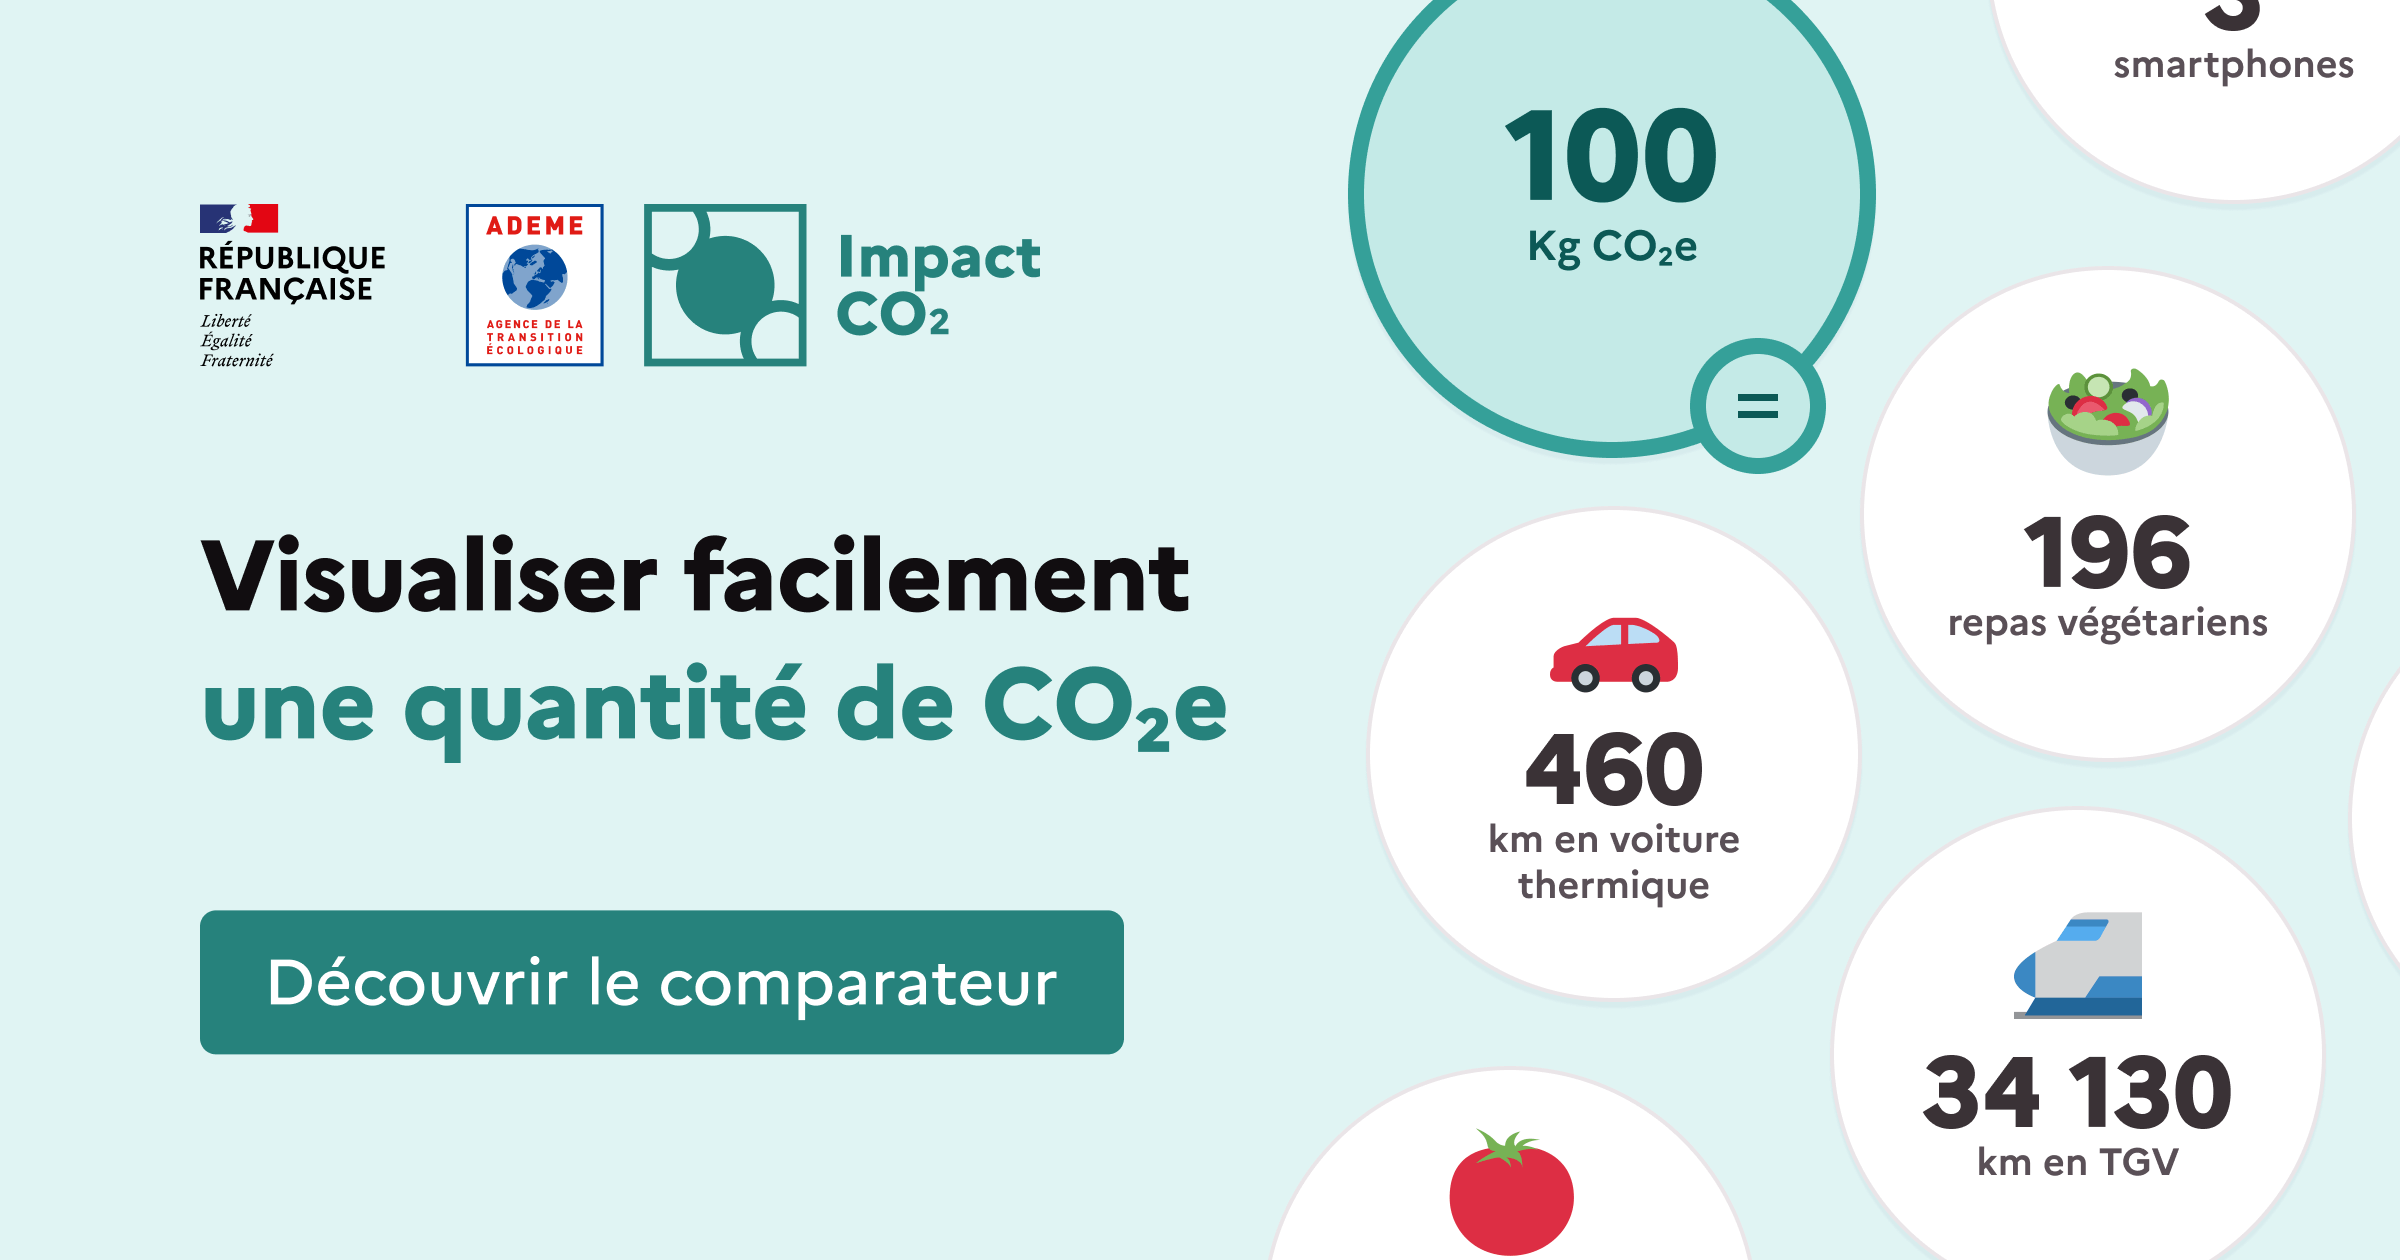 RÉPUBLIQUE
FRANÇAISE
Liberté
Égalité
Fraternité
ADEME
AGENCE DE LA
TRANSITION
ÉCOLOGIQUE
Impact
CO₂
Visualiser facilement
une quantité de CO₂e
Découvrir le comparateur
100
Kg CO₂e
=
smartphones
196
repas végétariens
460
km en voiture
thermique
34 130
km en TGV